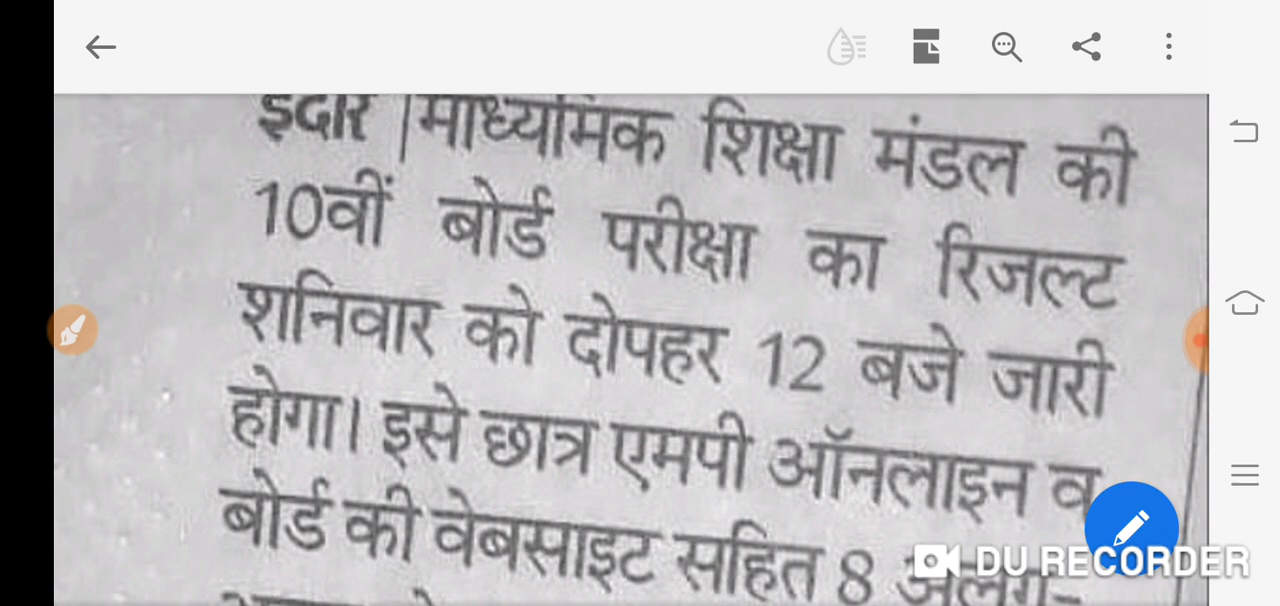 इंदौर | माध्यमिक शिक्षा मंडल की
10वीं बोर्ड परीक्षा का रिजल्ट
शनिवार को दोपहर 12 बजे जारी
होगा। इसे छात्र एमपी ऑनलाइन व
बोर्ड की वेबसाइट सहित 8 अलग-
DU RECORDER